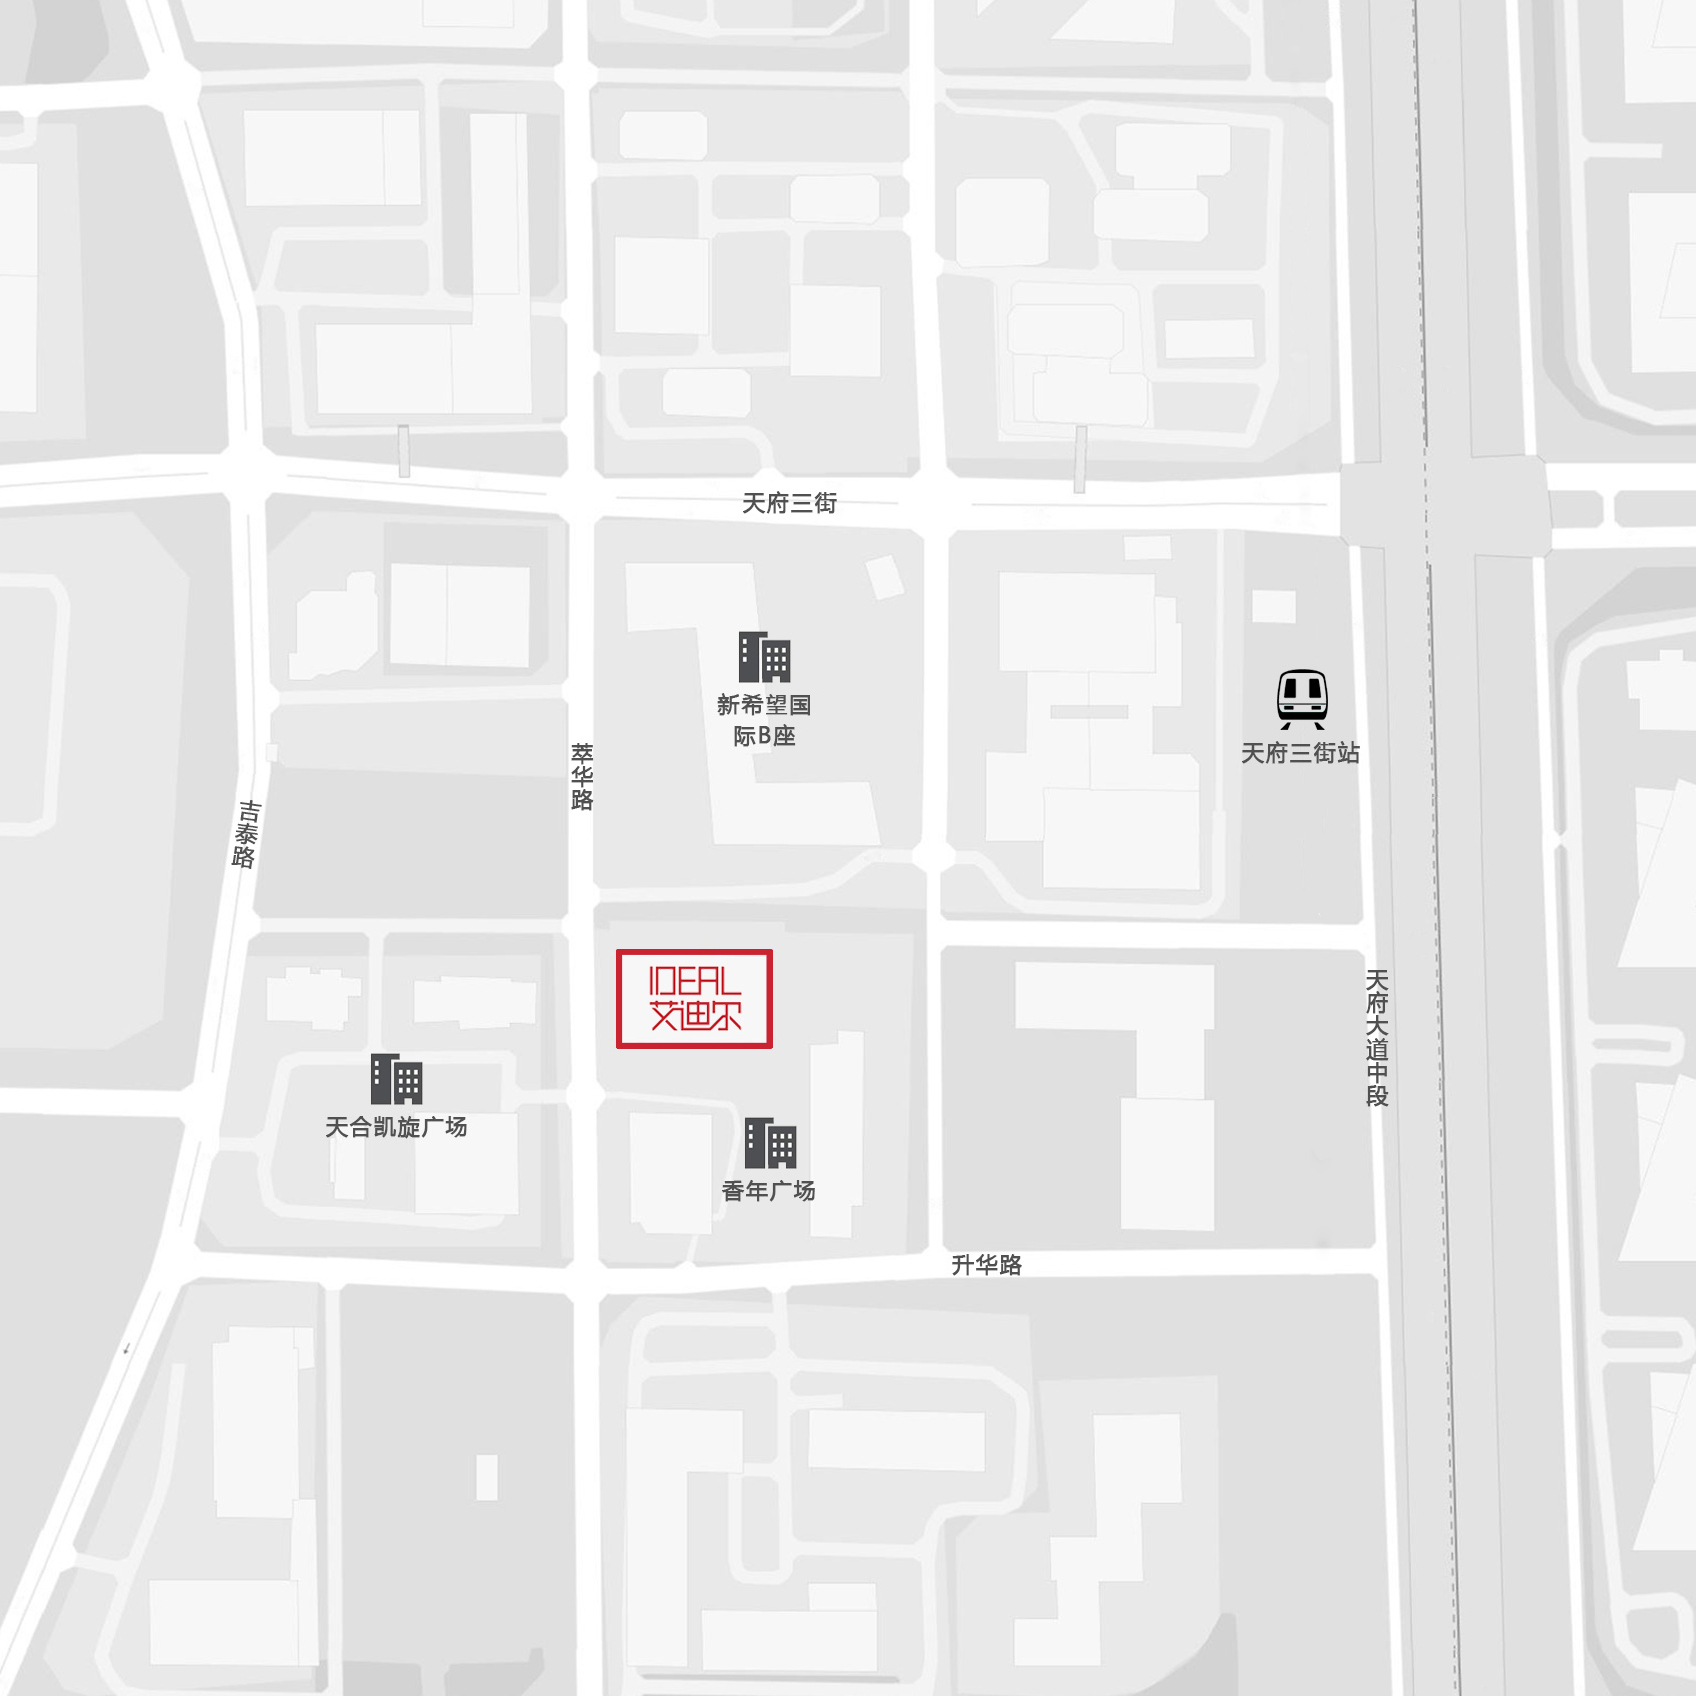 天府三街
新希望国
际B座
天府三街站
萃华路
吉泰路
IDEAL
艾迪尔
天府大道中段
天合凯旋广场
香年广场
升华路